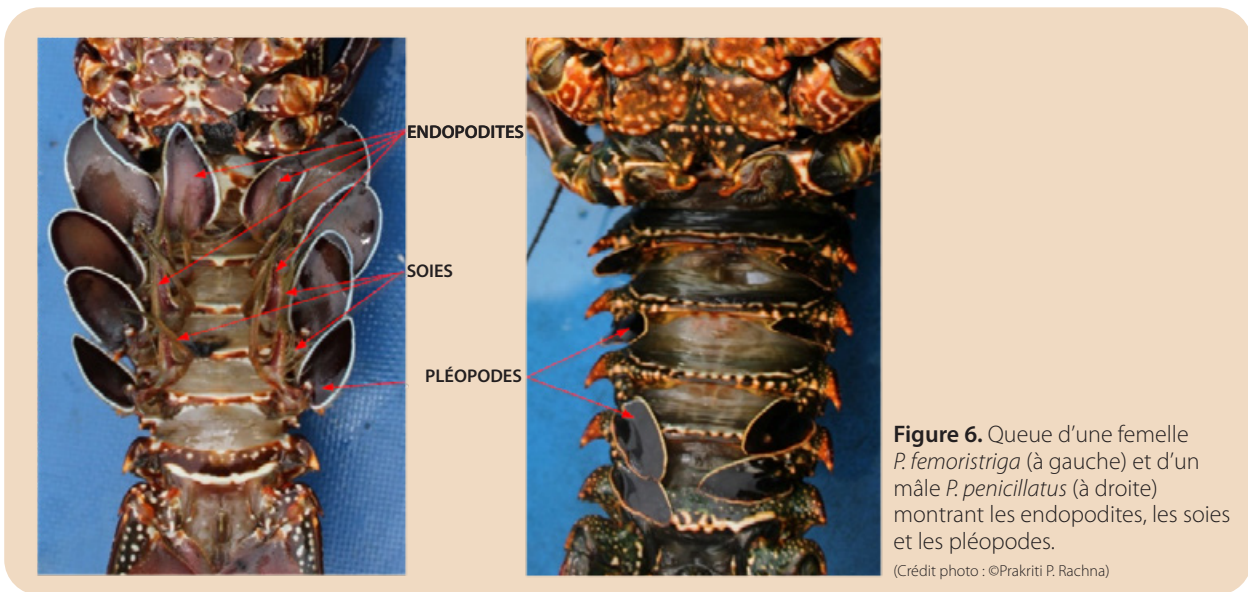 ENDOPODITES
SOIES
PLÉOPODES
Figure 6. Queue d'une femelle
P. femoristriga (à gauche) et d'un
mâle P. penicillatus (à droite)
montrant les endopodites, les soies
et les pléopodes.
(Crédit photo : ©Prakriti P. Rachna)